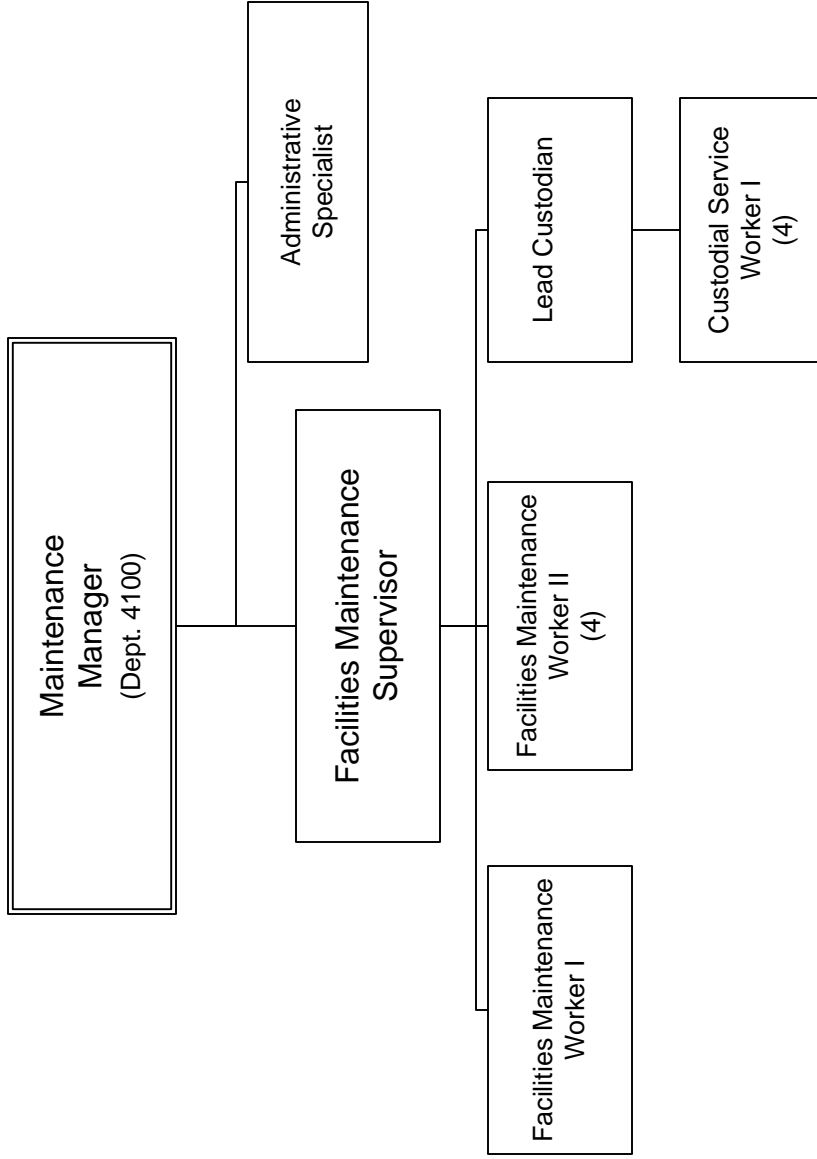 Maintenance
Manager
(Dept. 4100)
Administrative
Specialist
Facilities Maintenance
Supervisor
Facilities Maintenance
Worker I
Facilities Maintenance
Worker II
(4)
Lead Custodian
Custodial Service
Worker I
(4)